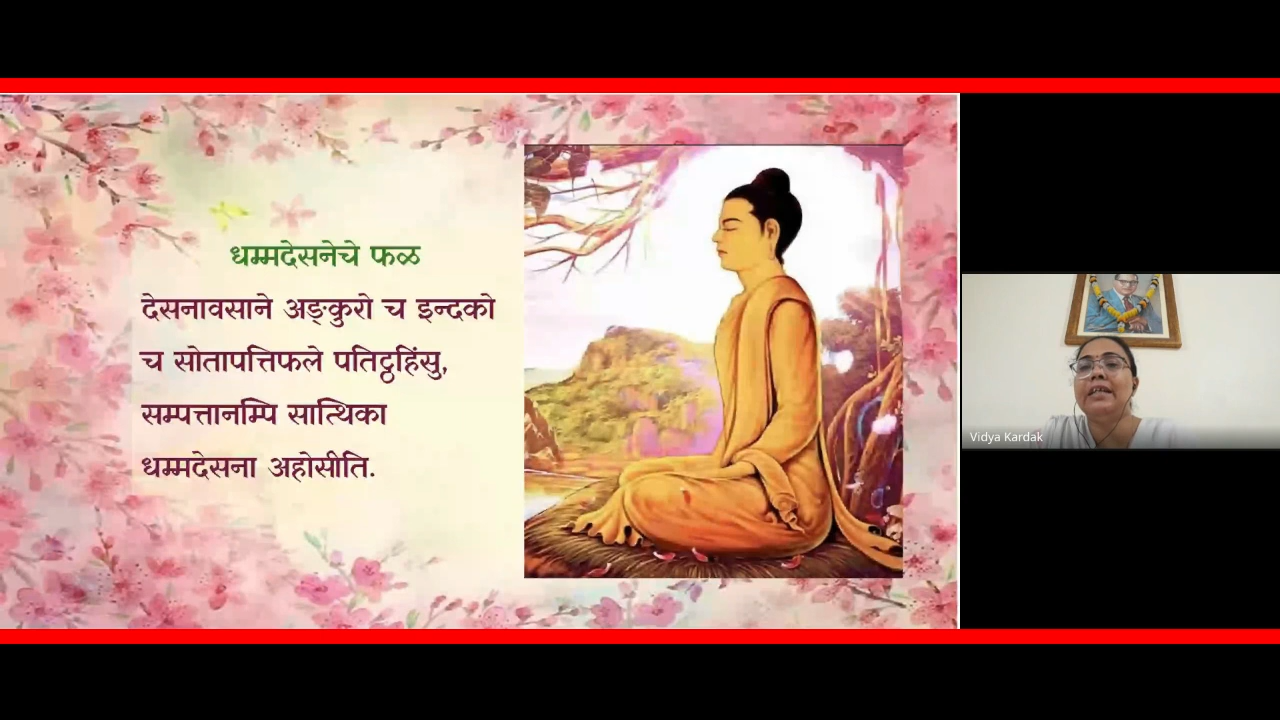 धम्मदेसनेचे फळ
देसनावसाने अङ्कुरो च इन्दको
च सोतापत्तिफले पतिट्ठहिंसु,
सम्पत्तानम्पि सात्थिका
धम्मदेसना अहोसीति.
Vidya Kardak